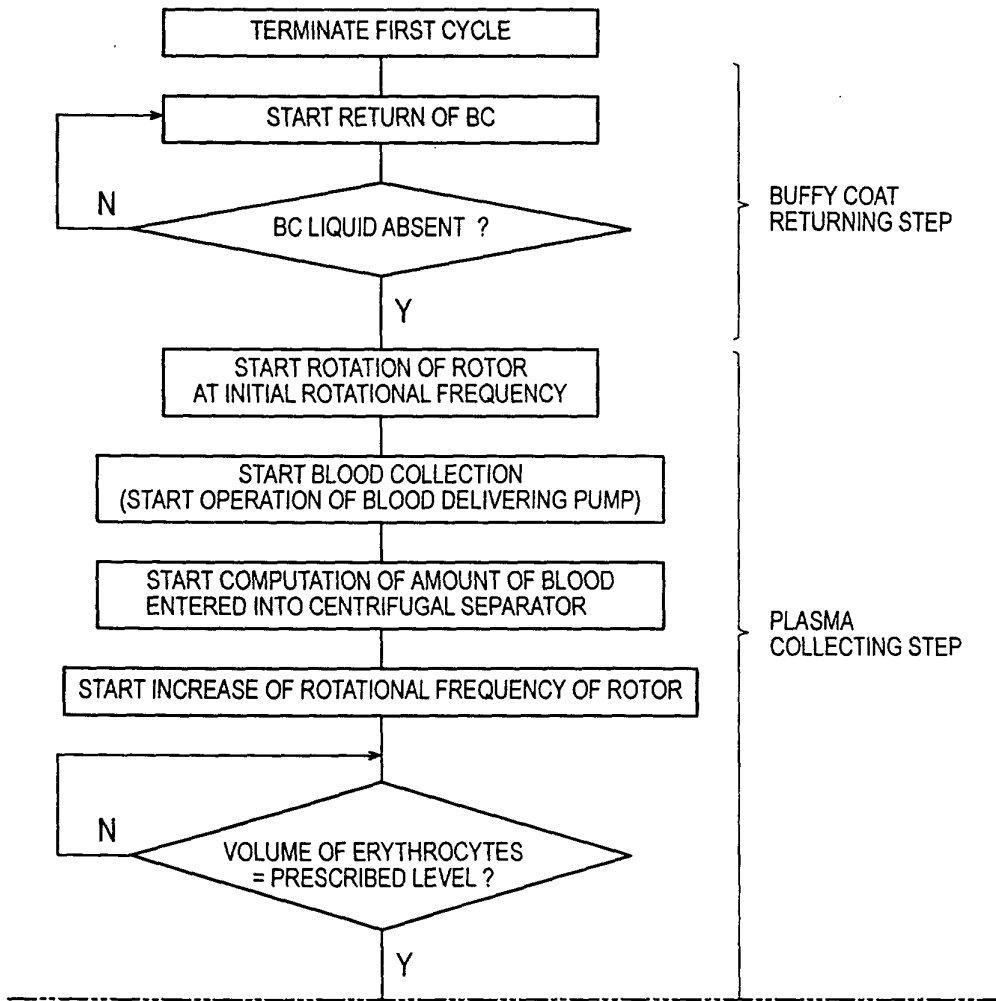 TERMINATE FIRST CYCLE
START RETURN OF BC
N
BC LIQUID ABSENT ?
Y
BUFFY COAT
RETURNING STEP
START ROTATION OF ROTOR
AT INITIAL ROTATIONAL FREQUENCY
START BLOOD COLLECTION
(START OPERATION OF BLOOD DELIVERING PUMP)
START COMPUTATION OF AMOUNT OF BLOOD
ENTERED INTO CENTRIFUGAL SEPARATOR
PLASMA
COLLECTING STEP
START INCREASE OF ROTATIONAL FREQUENCY OF ROTOR
N
VOLUME OF ERYTHROCYTES
= PRESCRIBED LEVEL ?
Y